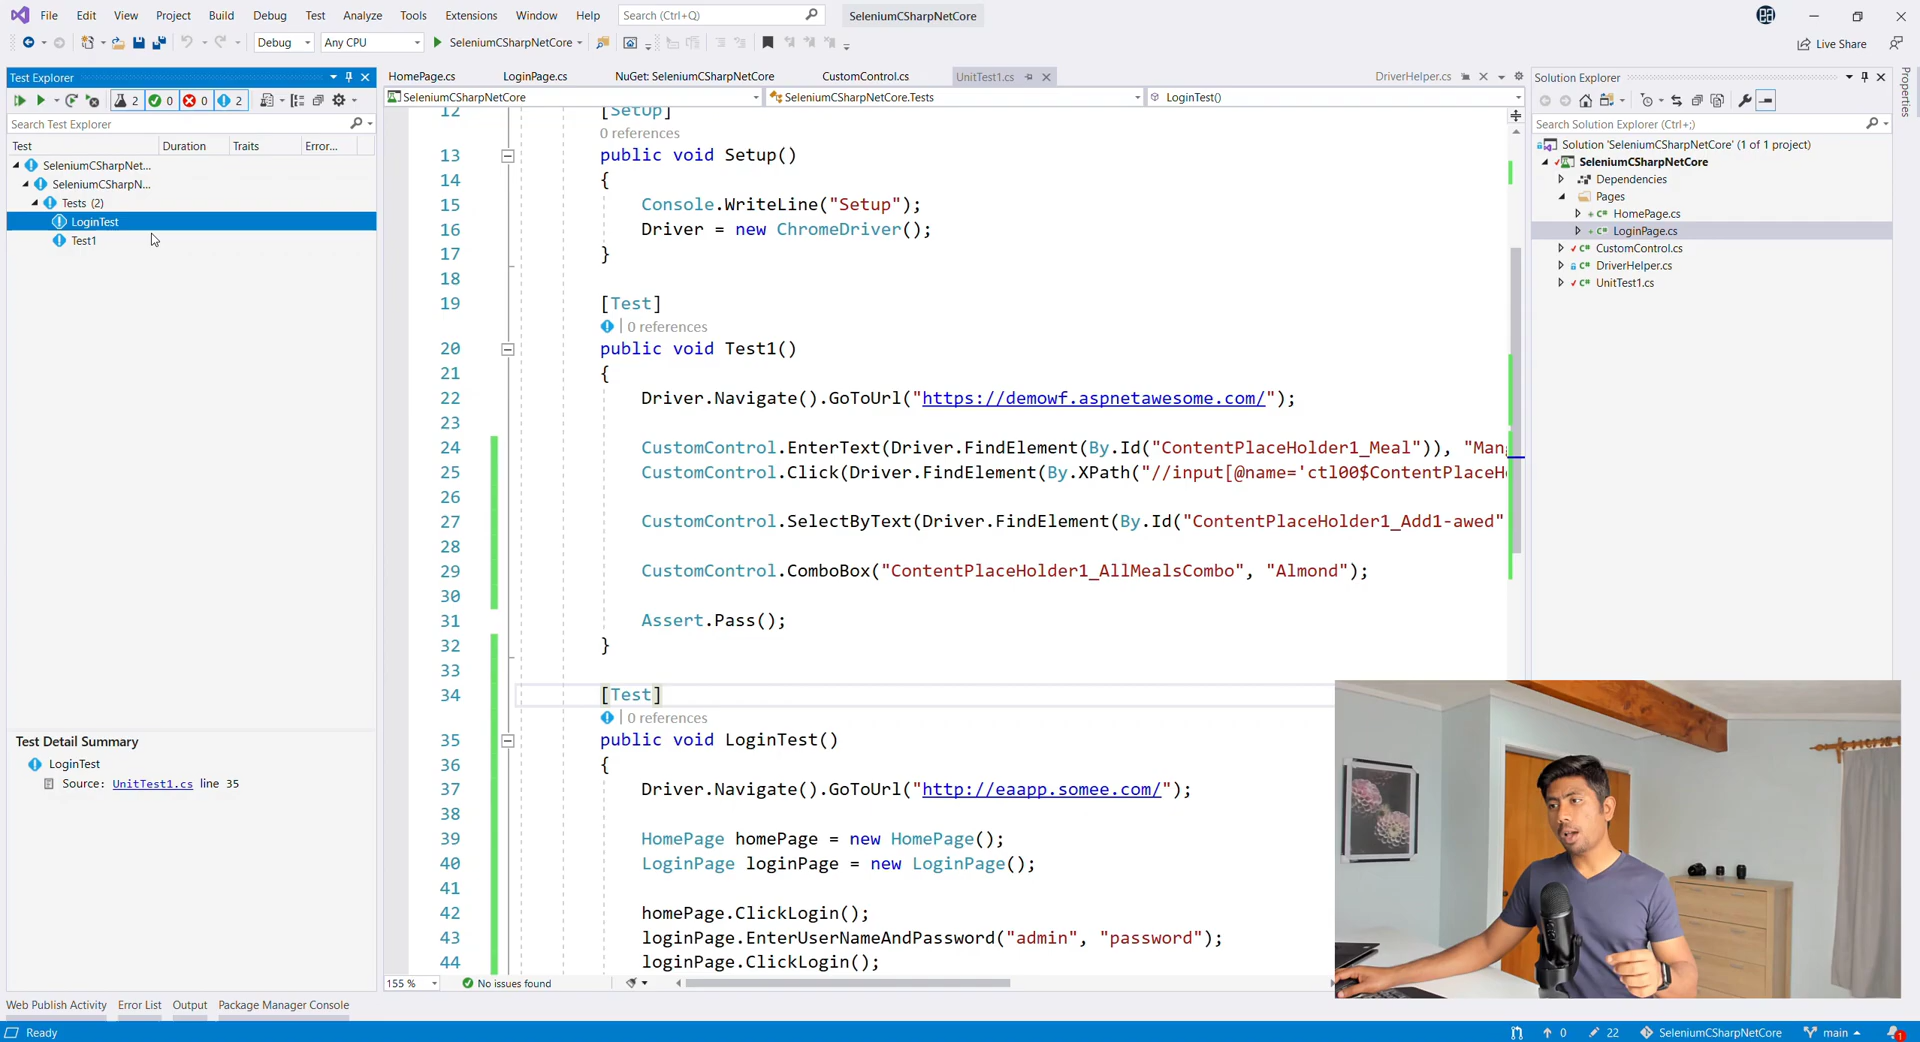 File Edit View Project Build Debug Test Analyze Tools Extensions Window Help Search (Ctrl+Q) SeleniumCSharpNetCore
Debug Any CPU SeleniumCSharpNetCore Live Share
Test Explorer
2 0 0 2
Search Test Explorer
Test Duration Traits Error...
SeleniumCSharpNet...
SeleniumCSharpN...
Tests (2)
LoginTest
Test1
Test Detail Summary
LoginTest
Source: UnitTest1.cs line 35
HomePage.cs LoginPage.cs NuGet: SeleniumCSharpNetCore CustomControl.cs UnitTest1.cs DriverHelper.cs
SeleniumCSharpNetCore SeleniumCSharpNetCore.Tests LoginTest()
12 [SetUp]
0 references
13 public void Setup()
14 {
15 Console.WriteLine("Setup");
16 Driver = new ChromeDriver();
17 }
18
19 [Test]
0 references
20 public void Test1()
21 {
22 Driver.Navigate().GoToUrl("https://demowf.aspnetawesome.com/");
23
24 CustomControl.EnterText(Driver.FindElement(By.Id("ContentPlaceHolder1_Meal")), "Man
25 CustomControl.Click(Driver.FindElement(By.XPath("//input[@name='ctl00$ContentPlaceH
26
27 CustomControl.SelectByText(Driver.FindElement(By.Id("ContentPlaceHolder1_Add1-awed"
28
29 CustomControl.ComboBox("ContentPlaceHolder1_AllMealsCombo", "Almond");
30
31 Assert.Pass();
32 }
33
34 [Test]
0 references
35 public void LoginTest()
36 {
37 Driver.Navigate().GoToUrl("http://eaapp.somee.com/");
38
39 HomePage homePage = new HomePage();
40 LoginPage loginPage = new LoginPage();
41
42 homePage.ClickLogin();
43 loginPage.EnterUserNameAndPassword("admin", "password");
44 loginPage.ClickLogin();
155 % No issues found
Solution Explorer
Search Solution Explorer (Ctrl+;)
Solution 'SeleniumCSharpNetCore' (1 of 1 project)
SeleniumCSharpNetCore
Dependencies
Pages
HomePage.cs
LoginPage.cs
CustomControl.cs
DriverHelper.cs
UnitTest1.cs
Properties
Web Publish Activity Error List Output Package Manager Console
Ready 0 22 SeleniumCSharpNetCore main 1